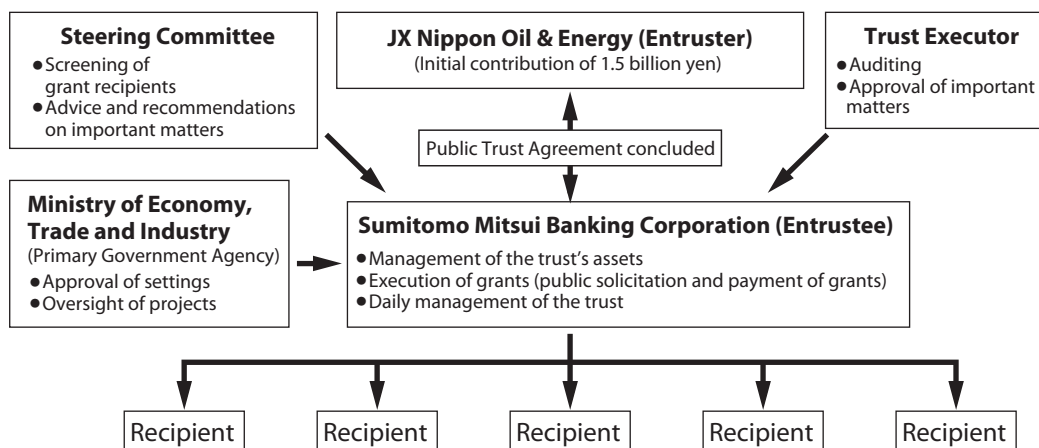 Steering Committee
●Screening of
grant recipients
●Advice and recommendations
on important matters
JX Nippon Oil & Energy (Entruster)
(Initial contribution of 1.5 billion yen)
Trust Executor
●Auditing
●Approval of important
matters
Public Trust Agreement concluded
Ministry of Economy,
Trade and Industry
(Primary Government Agency)
●Approval of settings
●Oversight of projects
Sumitomo Mitsui Banking Corporation (Entrustee)
●Management of the trust's assets
●Execution of grants (public solicitation and payment of grants)
●Daily management of the trust
Recipient
Recipient
Recipient
Recipient
Recipient